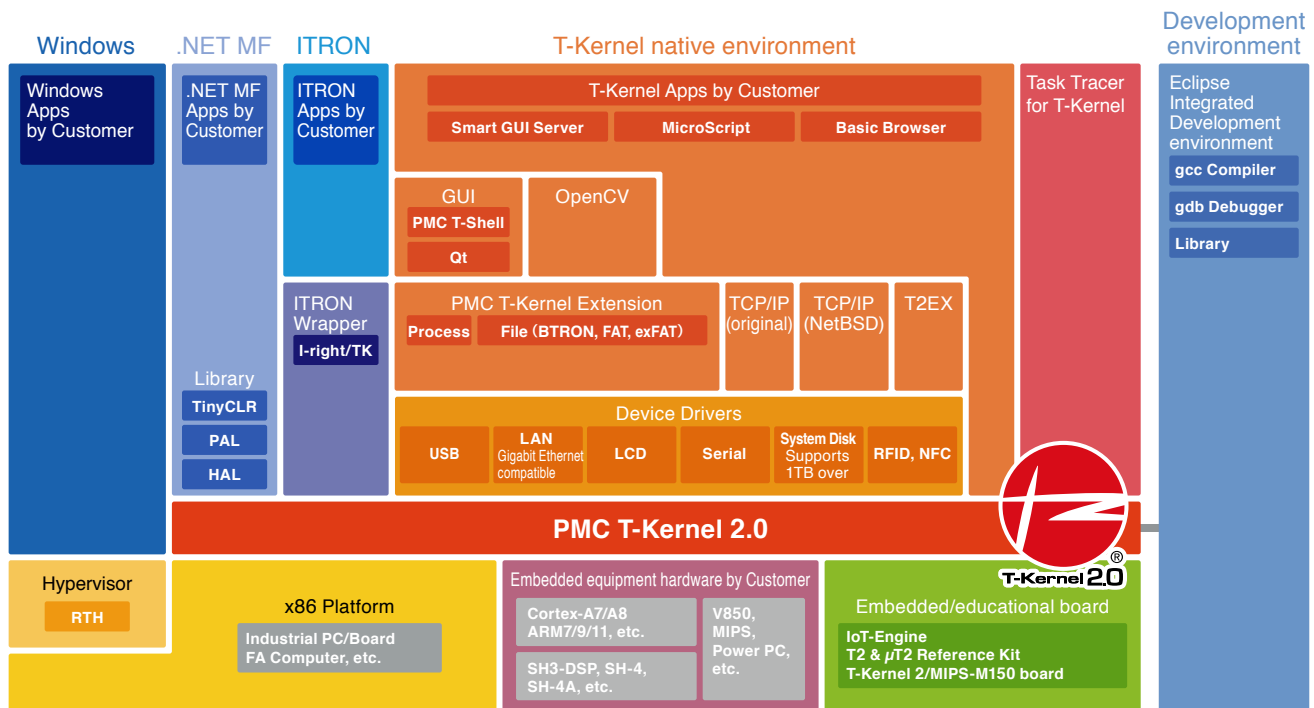 Windows
.NET MF
ITRON
T-Kernel native environment
Development
environment
Windows
Apps
by Customer
.NET MF
Apps by
Customer
ITRON
Apps by
Customer
T-Kernel Apps by Customer
Smart GUI Server
MicroScript
Basic Browser
Task Tracer
for T-Kernel
Eclipse
Integrated
Development
environment
gcc Compiler
gdb Debugger
Library
GUI
PMC T-Shell
Qt
OpenCV
ITRON
Wrapper
I-right/TK
PMC T-Kernel Extension
Process
File (BTRON, FAT, exFAT)
TCP/IP
(original)
TCP/IP
(NetBSD)
T2EX
Library
TinyCLR
PAL
HAL
Device Drivers
USB
LAN
Gigabit Ethernet
compatible
LCD
Serial
System Disk
Supports
1TB over
RFID, NFC
PMC T-Kernel 2.0
T-Kernel 2.0
®
Hypervisor
RTH
x86 Platform
Industrial PC/Board
FA Computer, etc.
Embedded equipment hardware by Customer
Cortex-A7/A8
ARM7/9/11, etc.
SH3-DSP, SH-4,
SH-4A, etc.
V850,
MIPS,
Power PC,
etc.
Embedded/educational board
IoT-Engine
T2 & µT2 Reference Kit
T-Kernel 2/MIPS-M150 board